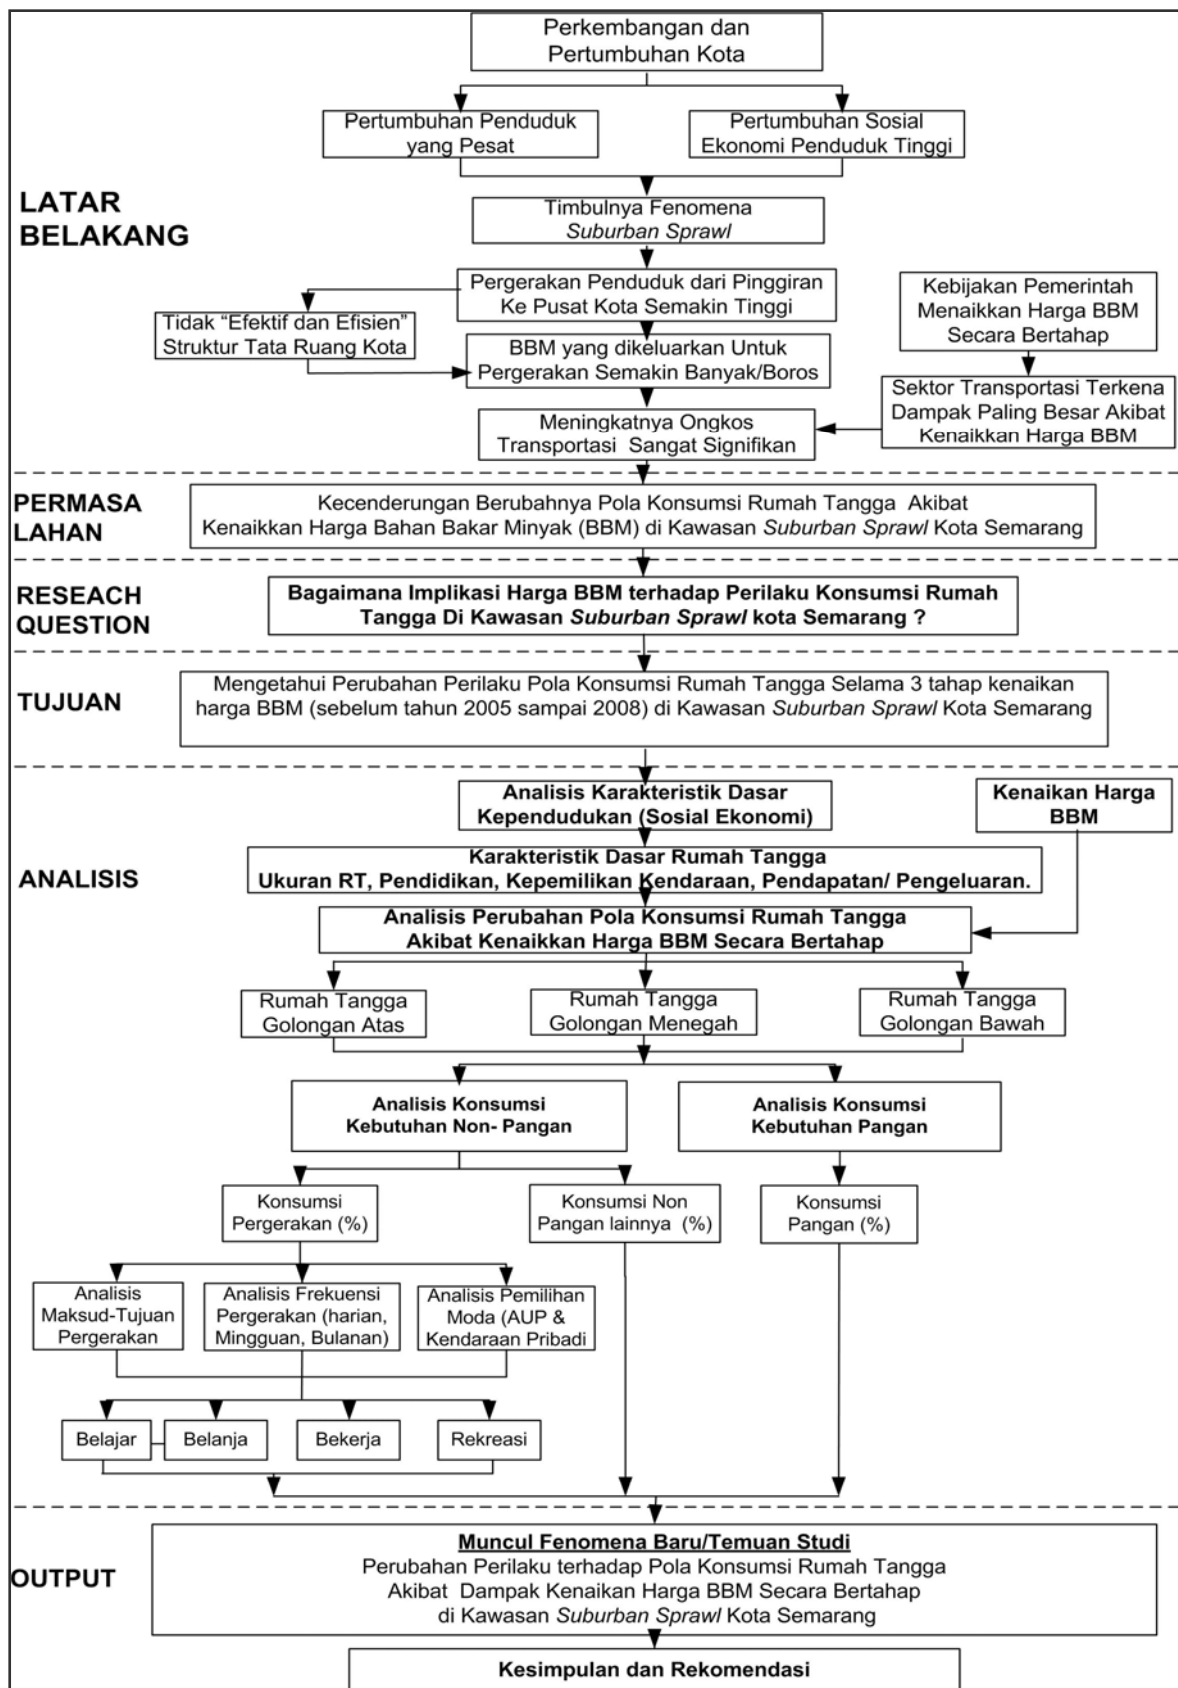 Perkembangan dan
Pertumbuhan Kota
Pertumbuhan Penduduk
yang Pesat
Pertumbuhan Sosial
Ekonomi Penduduk Tinggi
LATAR
BELAKANG
Timbulnya Fenomena
Suburban Sprawl
Pergerakan Penduduk dari Pinggiran
Ke Pusat Kota Semakin Tinggi
Kebijakan Pemerintah
Menaikkan Harga BBM
Secara Bertahap
Tidak “Efektif dan Efisien”
Struktur Tata Ruang Kota
BBM yang dikeluarkan Untuk
Pergerakan Semakin Banyak/Boros
Sektor Transportasi Terkena
Dampak Paling Besar Akibat
Kenaikkan Harga BBM
Meningkatnya Ongkos
Transportasi Sangat Signifikan
PERMASA
LAHAN
Kecenderungan Berubahnya Pola Konsumsi Rumah Tangga Akibat
Kenaikkan Harga Bahan Bakar Minyak (BBM) di Kawasan Suburban Sprawl Kota Semarang
RESEACH
QUESTION
Bagaimana Implikasi Harga BBM terhadap Perilaku Konsumsi Rumah
Tangga Di Kawasan Suburban Sprawl kota Semarang ?
TUJUAN
Mengetahui Perubahan Perilaku Pola Konsumsi Rumah Tangga Selama 3 tahap kenaikan
harga BBM (sebelum tahun 2005 sampai 2008) di Kawasan Suburban Sprawl Kota Semarang
ANALISIS
Analisis Karakteristik Dasar
Kependudukan (Sosial Ekonomi)
Kenaikan Harga
BBM
Karakteristik Dasar Rumah Tangga
Ukuran RT, Pendidikan, Kepemilikan Kendaraan, Pendapatan/ Pengeluaran.
Analisis Perubahan Pola Konsumsi Rumah Tangga
Akibat Kenaikkan Harga BBM Secara Bertahap
Rumah Tangga
Golongan Atas
Rumah Tangga
Golongan Menegah
Rumah Tangga
Golongan Bawah
Analisis Konsumsi
Kebutuhan Non- Pangan
Analisis Konsumsi
Kebutuhan Pangan
Konsumsi
Pergerakan (%)
Konsumsi Non
Pangan lainnya (%)
Konsumsi
Pangan (%)
Analisis
Maksud-Tujuan
Pergerakan
Analisis Frekuensi
Pergerakan (harian,
Mingguan, Bulanan)
Analisis Pemilihan
Moda (AUP &
Kendaraan Pribadi
Belajar
Belanja
Bekerja
Rekreasi
OUTPUT
Muncul Fenomena Baru/Temuan Studi
Perubahan Perilaku terhadap Pola Konsumsi Rumah Tangga
Akibat Dampak Kenaikan Harga BBM Secara Bertahap
di Kawasan Suburban Sprawl Kota Semarang
Kesimpulan dan Rekomendasi